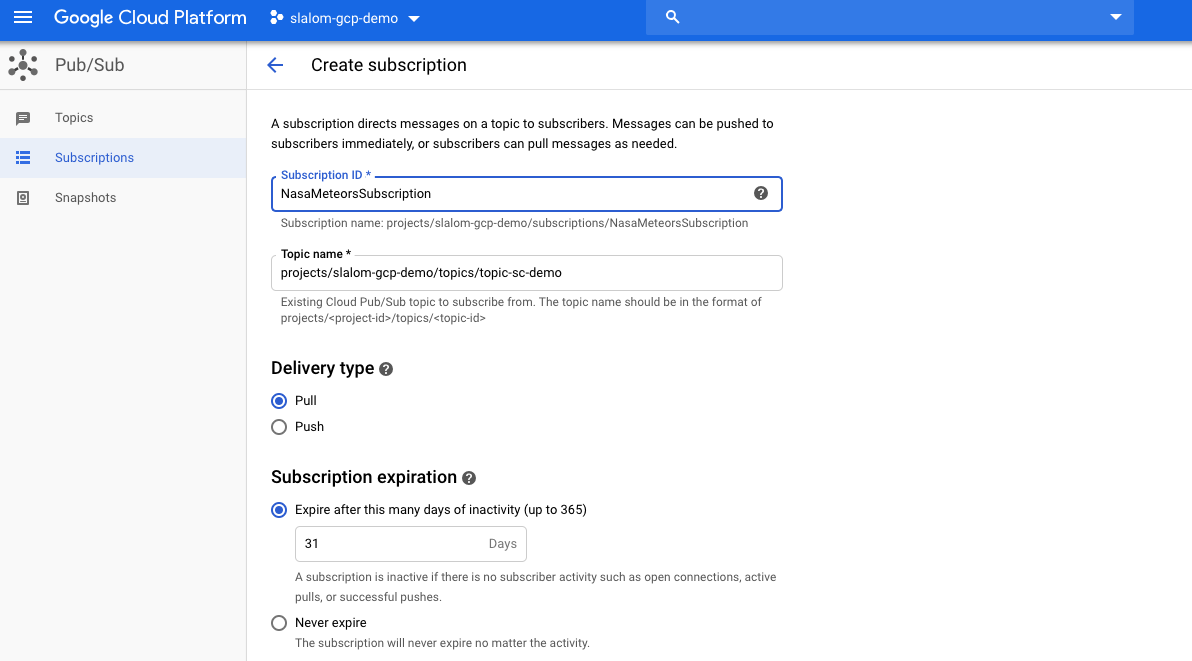 Google Cloud Platform
slalom-gcp-demo
Pub/Sub
Create subscription
Topics
Subscriptions
Snapshots
A subscription directs messages on a topic to subscribers. Messages can be pushed to
subscribers immediately, or subscribers can pull messages as needed.
Subscription ID *
NasaMeteorsSubscription
Subscription name: projects/slalom-gcp-demo/subscriptions/NasaMeteorsSubscription
Topic name *
projects/slalom-gcp-demo/topics/topic-sc-demo
Existing Cloud Pub/Sub topic to subscribe from. The topic name should be in the format of
projects/<project-id>/topics/<topic-id>
Delivery type
Pull
Push
Subscription expiration
Expire after this many days of inactivity (up to 365)
31 Days
A subscription is inactive if there is no subscriber activity such as open connections, active
pulls, or successful pushes.
Never expire
The subscription will never expire no matter the activity.